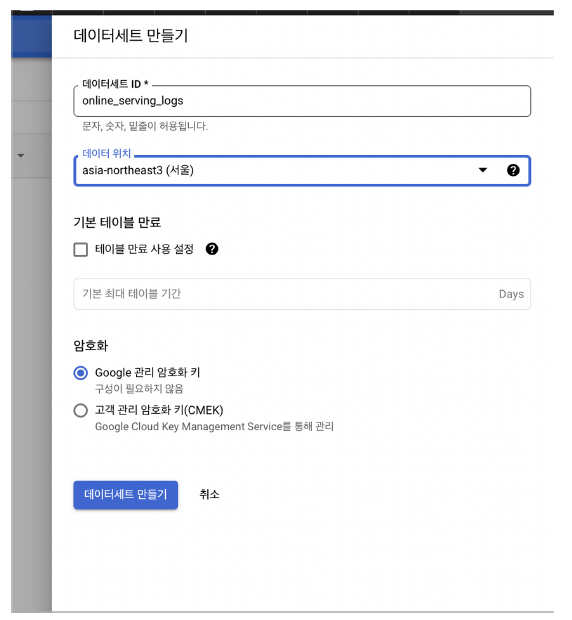 데이터세트 만들기
데이터세트 ID *
online_serving_logs
문자, 숫자, 밑줄이 허용됩니다.
데이터 위치
asia-northeast3 (서울)
기본 테이블 만료
테이블 만료 사용 설정
기본 최대 테이블 기간 Days
암호화
Google 관리 암호화 키
구성이 필요하지 않음
고객 관리 암호화 키(CMEK)
Google Cloud Key Management Service를 통해 관리
데이터세트 만들기 취소